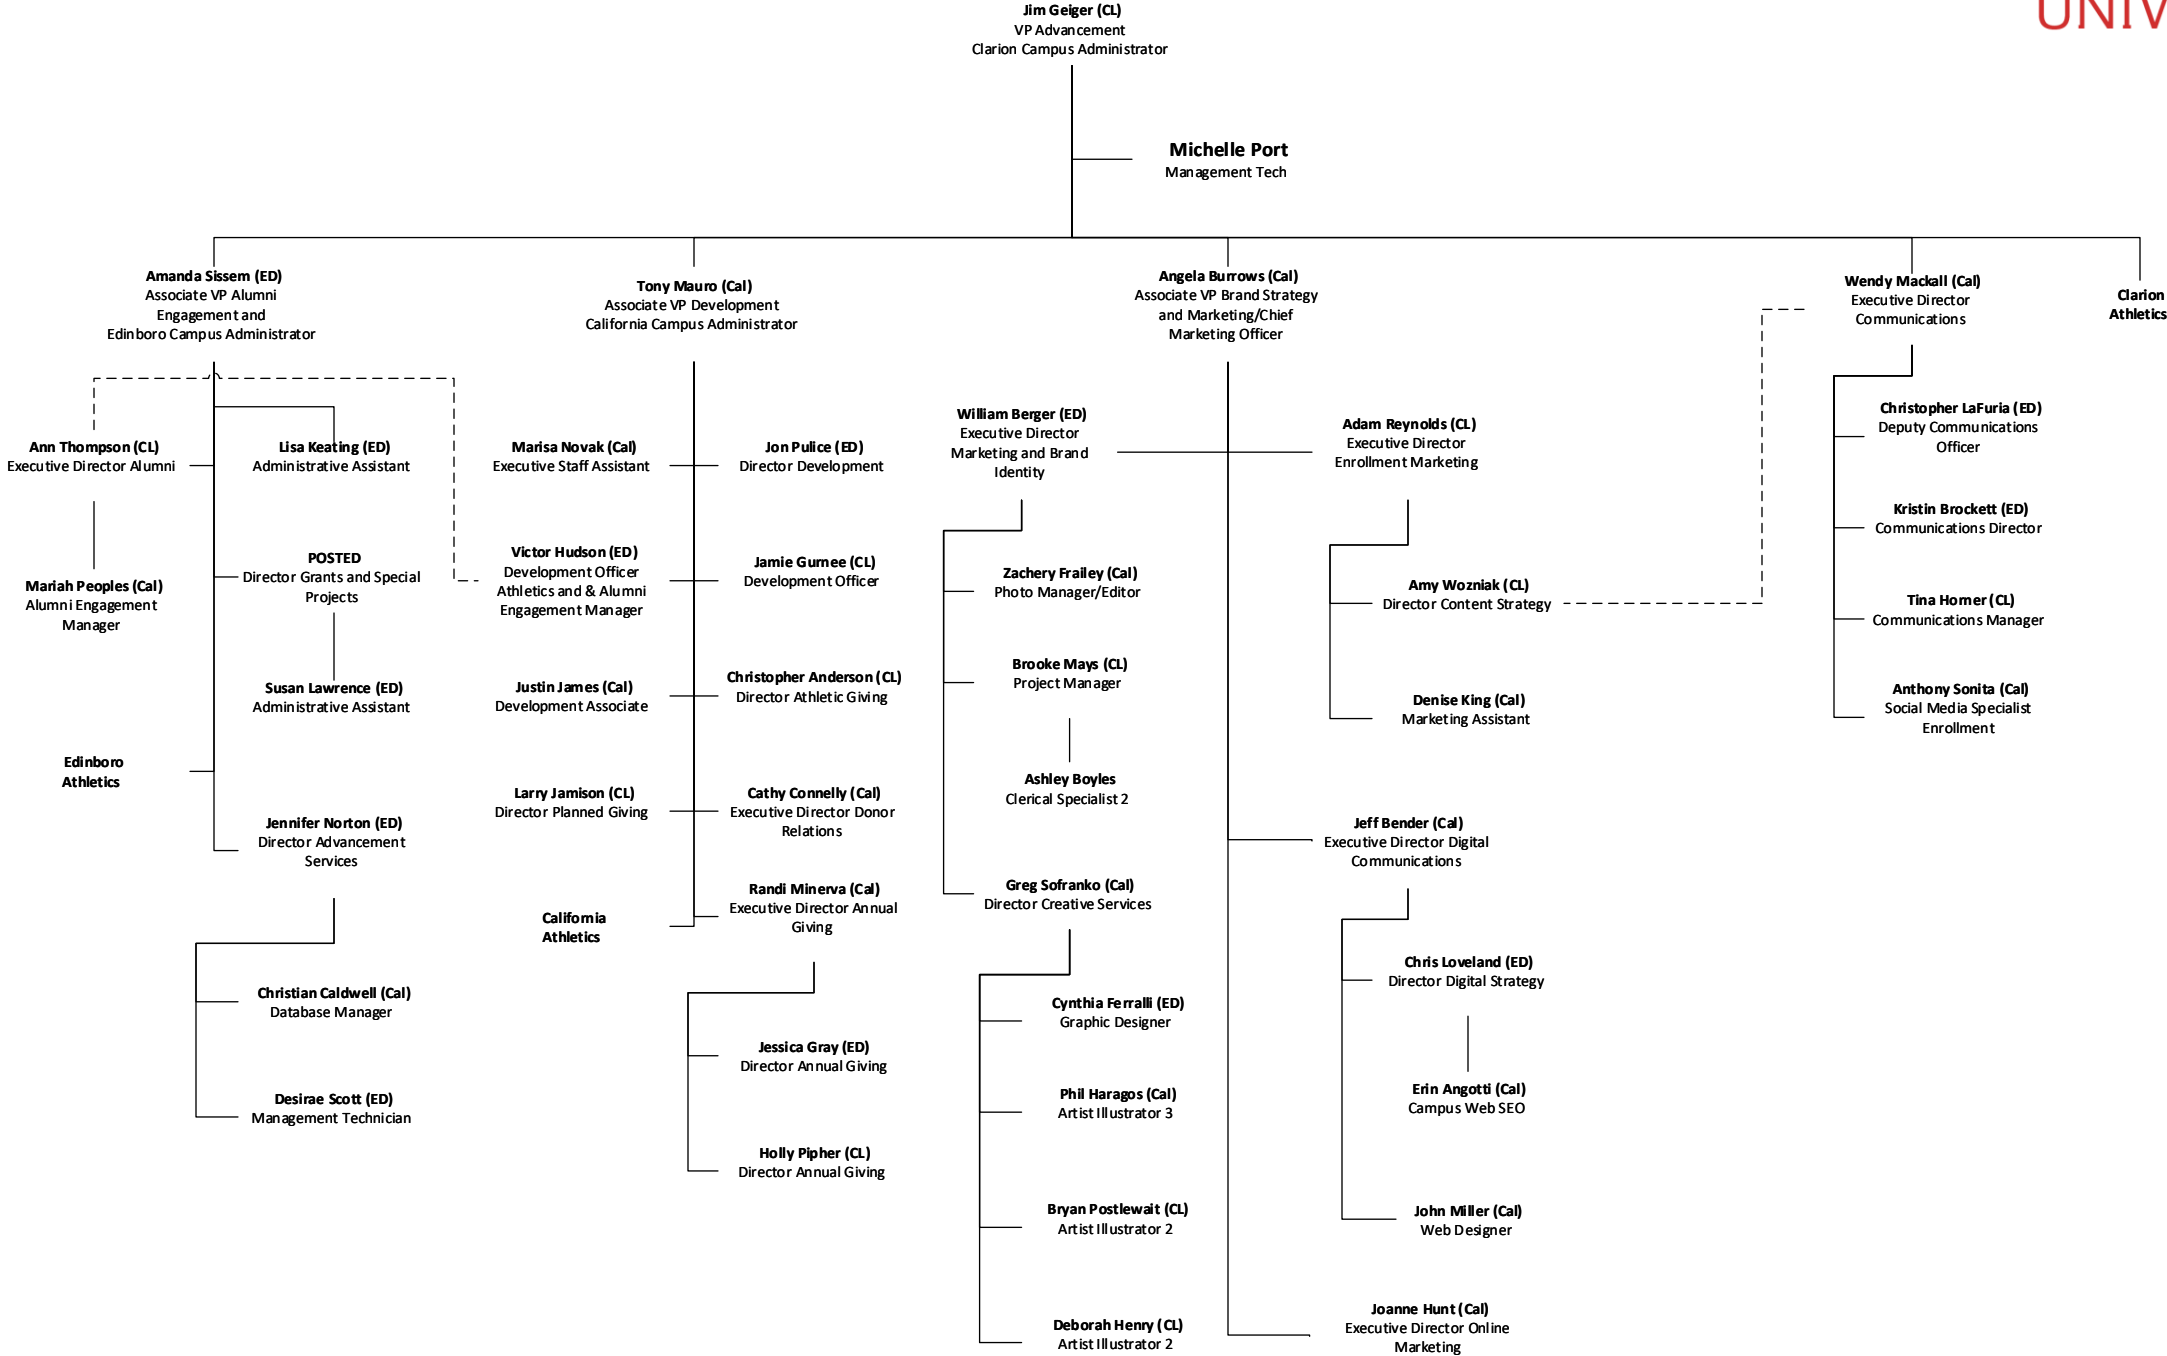 UNIV
Jim Geiger (CL)
VP Advancement
Clarion Campus Administrator
Michelle Port
Management Tech
Amanda Sissem (ED)
Associate VP Alumni
Engagement and
Edinboro Campus Administrator
Ann Thompson (CL)
Executive Director Alumni
Mariah Peoples (Cal)
Alumni Engagement
Manager
Lisa Keating (ED)
Administrative Assistant
POSTED
Director Grants and Special
Projects
Susan Lawrence (ED)
Administrative Assistant
Edinboro
Athletics
Jennifer Norton (ED)
Director Advancement
Services
Christian Caldwell (Cal)
Database Manager
Desirae Scott (ED)
Management Technician
Tony Mauro (Cal)
Associate VP Development
California Campus Administrator
Marisa Novak (Cal)
Executive Staff Assistant
Jon Pulice (ED)
Director Development
Victor Hudson (ED)
Development Officer
Athletics and & Alumni
Engagement Manager
Jamie Gurnee (CL)
Development Officer
Justin James (Cal)
Development Associate
Christopher Anderson (CL)
Director Athletic Giving
Larry Jamison (CL)
Director Planned Giving
Cathy Connelly (Cal)
Executive Director Donor
Relations
California
Athletics
Randi Minerva (Cal)
Executive Director Annual
Giving
Jessica Gray (ED)
Director Annual Giving
Holly Pipher (CL)
Director Annual Giving
Angela Burrows (Cal)
Associate VP Brand Strategy
and Marketing/Chief
Marketing Officer
William Berger (ED)
Executive Director
Marketing and Brand
Identity
Zachery Frailey (Cal)
Photo Manager/Editor
Brooke Mays (CL)
Project Manager
Ashley Boyles
Clerical Specialist 2
Greg Sofranko (Cal)
Director Creative Services
Cynthia Ferralli (ED)
Graphic Designer
Phil Haragos (Cal)
Artist Illustrator 3
Bryan Postlewait (CL)
Artist Illustrator 2
Deborah Henry (CL)
Artist Illustrator 2
Adam Reynolds (CL)
Executive Director
Enrollment Marketing
Amy Wozniak (CL)
Director Content Strategy
Denise King (Cal)
Marketing Assistant
Jeff Bender (Cal)
Executive Director Digital
Communications
Chris Loveland (ED)
Director Digital Strategy
Erin Angotti (Cal)
Campus Web SEO
John Miller (Cal)
Web Designer
Joanne Hunt (Cal)
Executive Director Online
Marketing
Wendy Mackall (Cal)
Executive Director
Communications
Christopher LaFuria (ED)
Deputy Communications
Officer
Kristin Brockett (ED)
Communications Director
Tina Horner (CL)
Communications Manager
Anthony Sonita (Cal)
Social Media Specialist
Enrollment
Clarion
Athletics